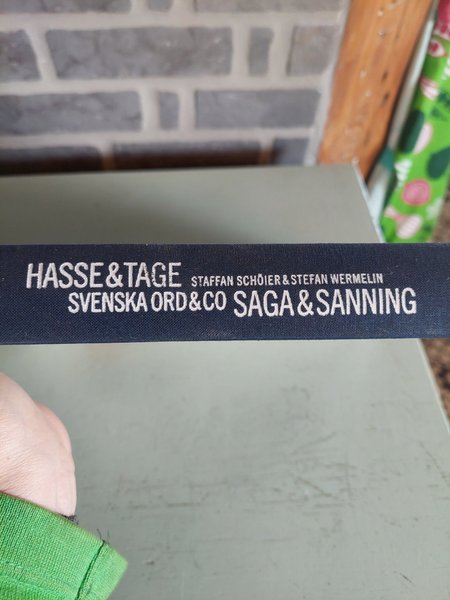 HASSE&TAGE STAFFAN SCHÖIER & STEFAN WERMELIN
SVENSKA ORD&CO SAGA & SANNING